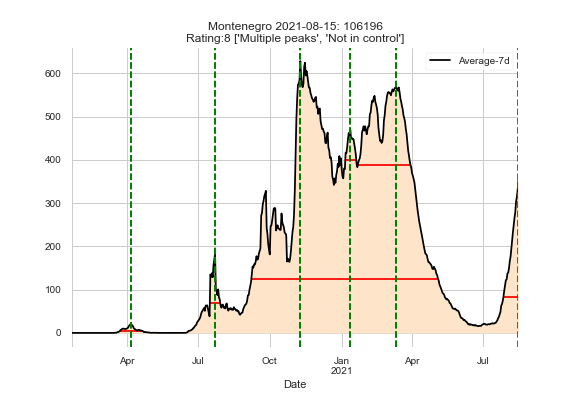 Montenegro 2021-08-15: 106196
Rating:8 ['Multiple peaks', 'Not in control']
Average-7d
600
500
400
300
200
100
0
Apr
Jul
Oct
Jan
2021
Apr
Jul
Date